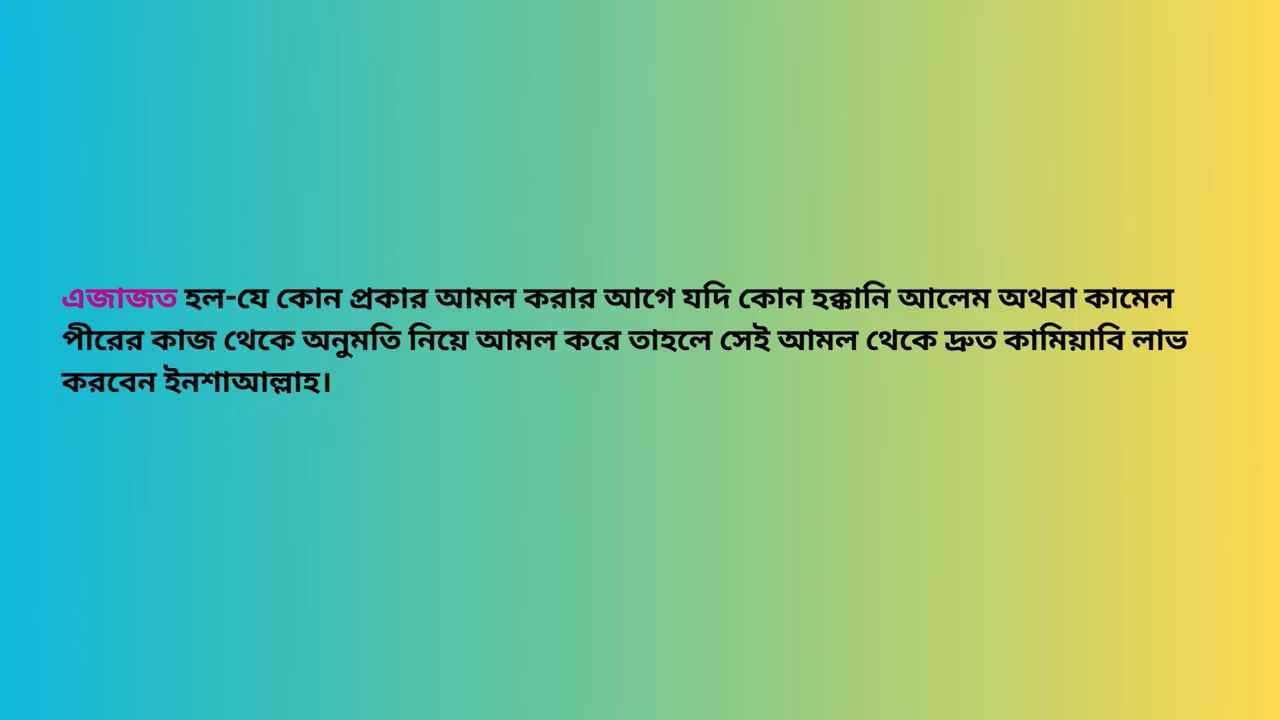 এজাজত হল-যে কোন প্রকার আমল করার আগে যদি কোন হক্কানি আলেম অথবা কামেল
পীরের কাজ থেকে অনুমতি নিয়ে আমল করে তাহলে সেই আমল থেকে দ্রুত কামিয়াবি লাভ
করবেন ইনশাআল্লাহ।